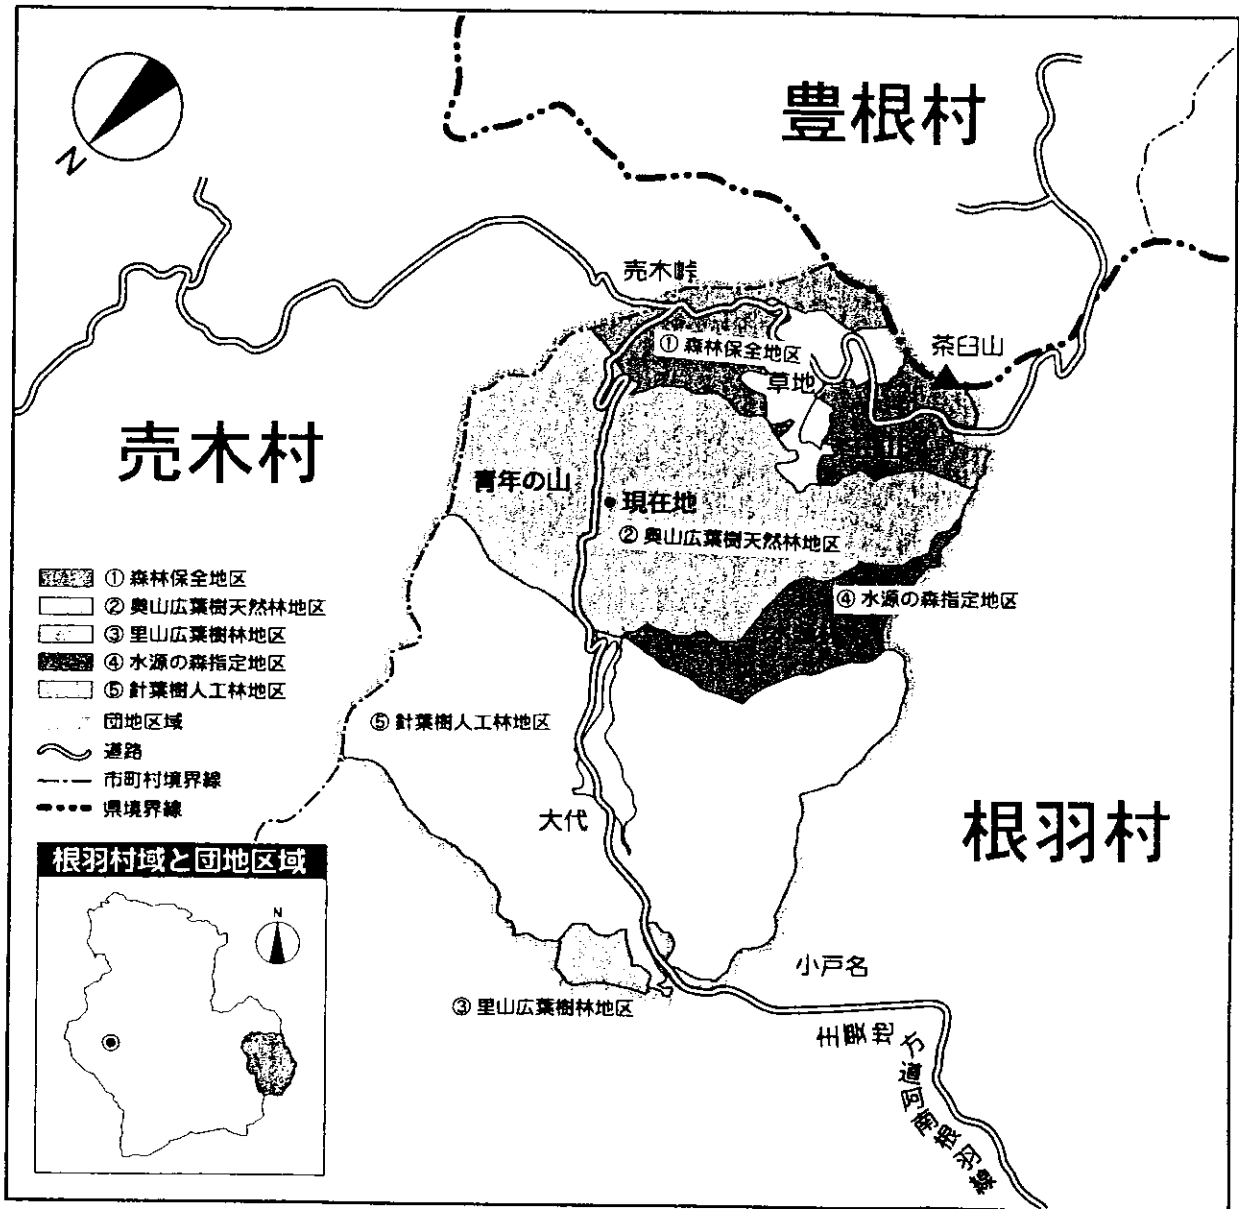 N
豊根村
売木峠
茶臼山
① 森林保全地区
草地
売木村
青年の山
現在地
② 奥山広葉樹天然林地区
④ 水源の森指定地区
① 森林保全地区
② 奥山広葉樹天然林地区
③ 里山広葉樹林地区
④ 水源の森指定地区
⑤ 針葉樹人工林地区
団地区域
道路
市町村境界線
県境界線
⑤ 針葉樹人工林地区
大代
根羽村
根羽村域と団地区域
N
小戸名
③ 里山広葉樹林地区
主要地方道阿南根羽線